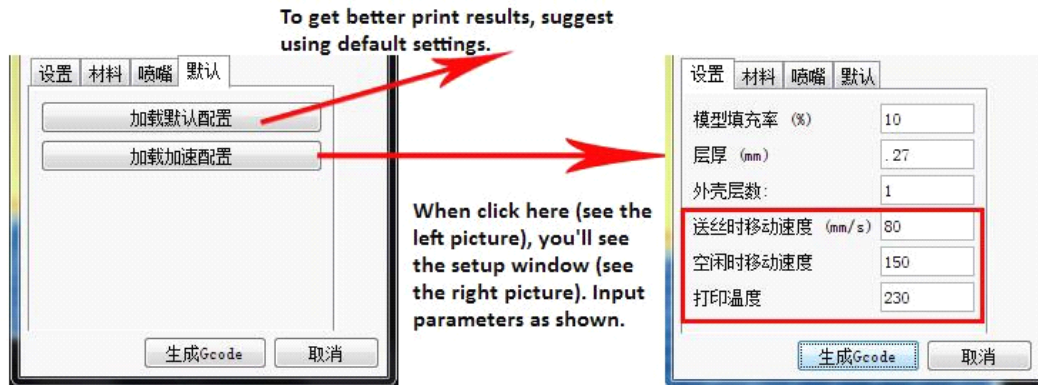 To get better print results, suggest
using default settings.
设置 材料 喷嘴 默认
加载默认配置
加载加速配置
生成Gcode 取消
When click here (see the
left picture), you'll see
the setup window (see
the right picture). Input
parameters as shown.
设置 材料 喷嘴 默认
模型填充率 (%) 10
层厚 (mm) .27
外壳层数: 1
送丝时移动速度 (mm/s) 80
空闲时移动速度 150
打印温度 230
生成Gcode 取消